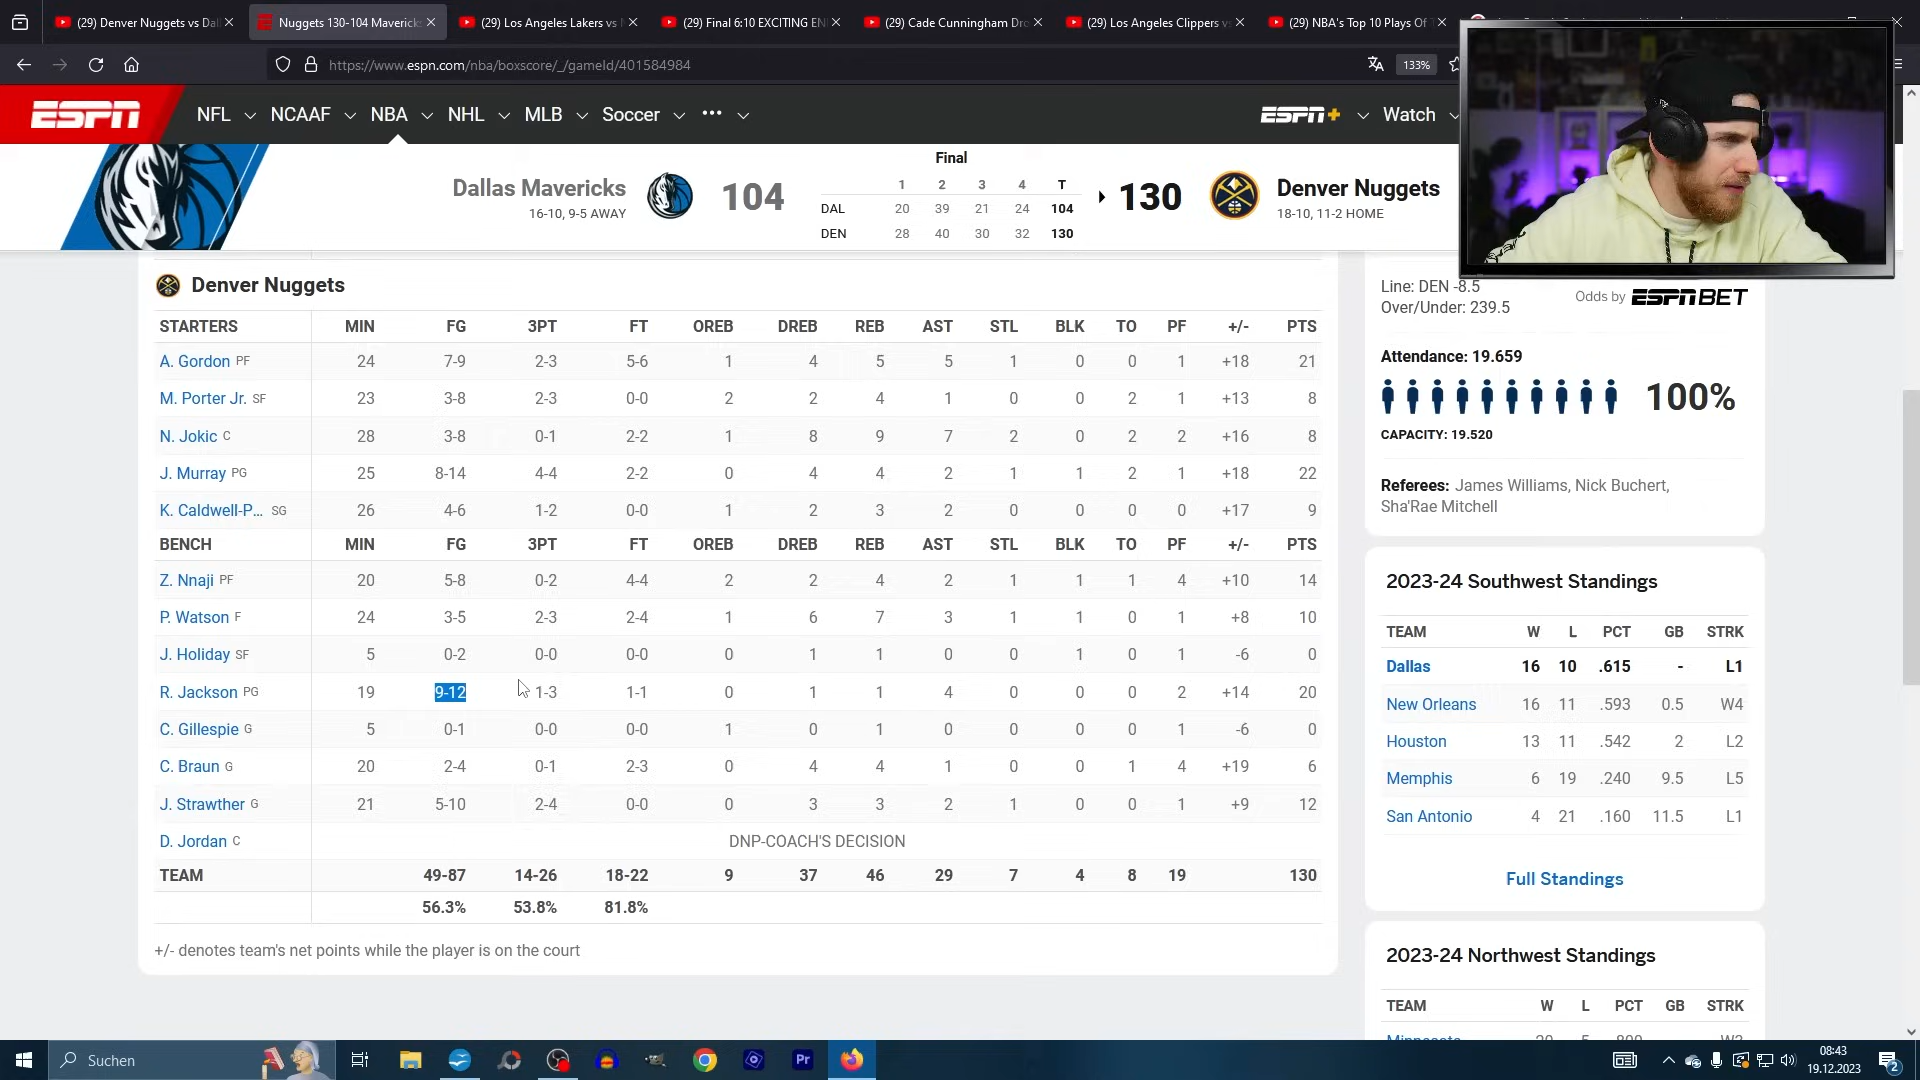 (29) Denver Nuggets vs Dal
Nuggets 130-104 Maverick
(29) Los Angeles Lakers vs
(29) Final 6:10 EXCITING EN
(29) Cade Cunningham Dro
(29) Los Angeles Clippers v
(29) NBA's Top 10 Plays Of
https://www.espn.com/nba/boxscore/_/gameId/401584984
133%
ESPN NFL NCAAF NBA NHL MLB Soccer ESPN+ Watch
Final
Dallas Mavericks 104 1 2 3 4 T 130 Denver Nuggets
16-10, 9-5 AWAY DAL 20 39 21 24 104 18-10, 11-2 HOME
DEN 28 40 30 32 130
Denver Nuggets
STARTERS MIN FG 3PT FT OREB DREB REB AST STL BLK TO PF +/- PTS
A. Gordon PF 24 7-9 2-3 5-6 1 4 5 5 1 0 0 1 +18 21
M. Porter Jr. SF 23 3-8 2-3 0-0 2 2 4 1 0 0 2 1 +13 8
N. Jokic C 28 3-8 0-1 2-2 1 8 9 7 2 0 2 2 +16 8
J. Murray PG 25 8-14 4-4 2-2 0 4 4 2 1 1 2 1 +18 22
K. Caldwell-P... SG 26 4-6 1-2 0-0 1 2 3 2 0 0 0 0 +17 9
BENCH MIN FG 3PT FT OREB DREB REB AST STL BLK TO PF +/- PTS
Z. Nnaji PF 20 5-8 0-2 4-4 2 2 4 2 1 1 1 4 +10 14
P. Watson F 24 3-5 2-3 2-4 1 6 7 3 1 1 0 1 +8 10
J. Holiday SF 5 0-2 0-0 0-0 0 1 1 0 0 1 0 1 -6 0
R. Jackson PG 19 9-12 1-3 1-1 0 1 1 4 0 0 0 2 +14 20
C. Gillespie G 5 0-1 0-0 0-0 1 0 1 0 0 0 0 1 -6 0
C. Braun G 20 2-4 0-1 2-3 0 4 4 1 0 0 1 4 +19 6
J. Strawther G 21 5-10 2-4 0-0 0 3 3 2 1 0 0 1 +9 12
D. Jordan C DNP-COACH'S DECISION
TEAM 49-87 14-26 18-22 9 37 46 29 7 4 8 19 130
56.3% 53.8% 81.8%
+/- denotes team's net points while the player is on the court
Line: DEN -8.5
Over/Under: 239.5
Odds by ESPN BET
Attendance: 19.659
100%
CAPACITY: 19.520
Referees: James Williams, Nick Buchert,
Sha'Rae Mitchell
2023-24 Southwest Standings
TEAM W L PCT GB STRK
Dallas 16 10 .615 - L1
New Orleans 16 11 .593 0.5 W4
Houston 13 11 .542 2 L2
Memphis 6 19 .240 9.5 L5
San Antonio 4 21 .160 11.5 L1
Full Standings
2023-24 Northwest Standings
TEAM W L PCT GB STRK
Suchen
Pr
08:43
19.12.2023
2